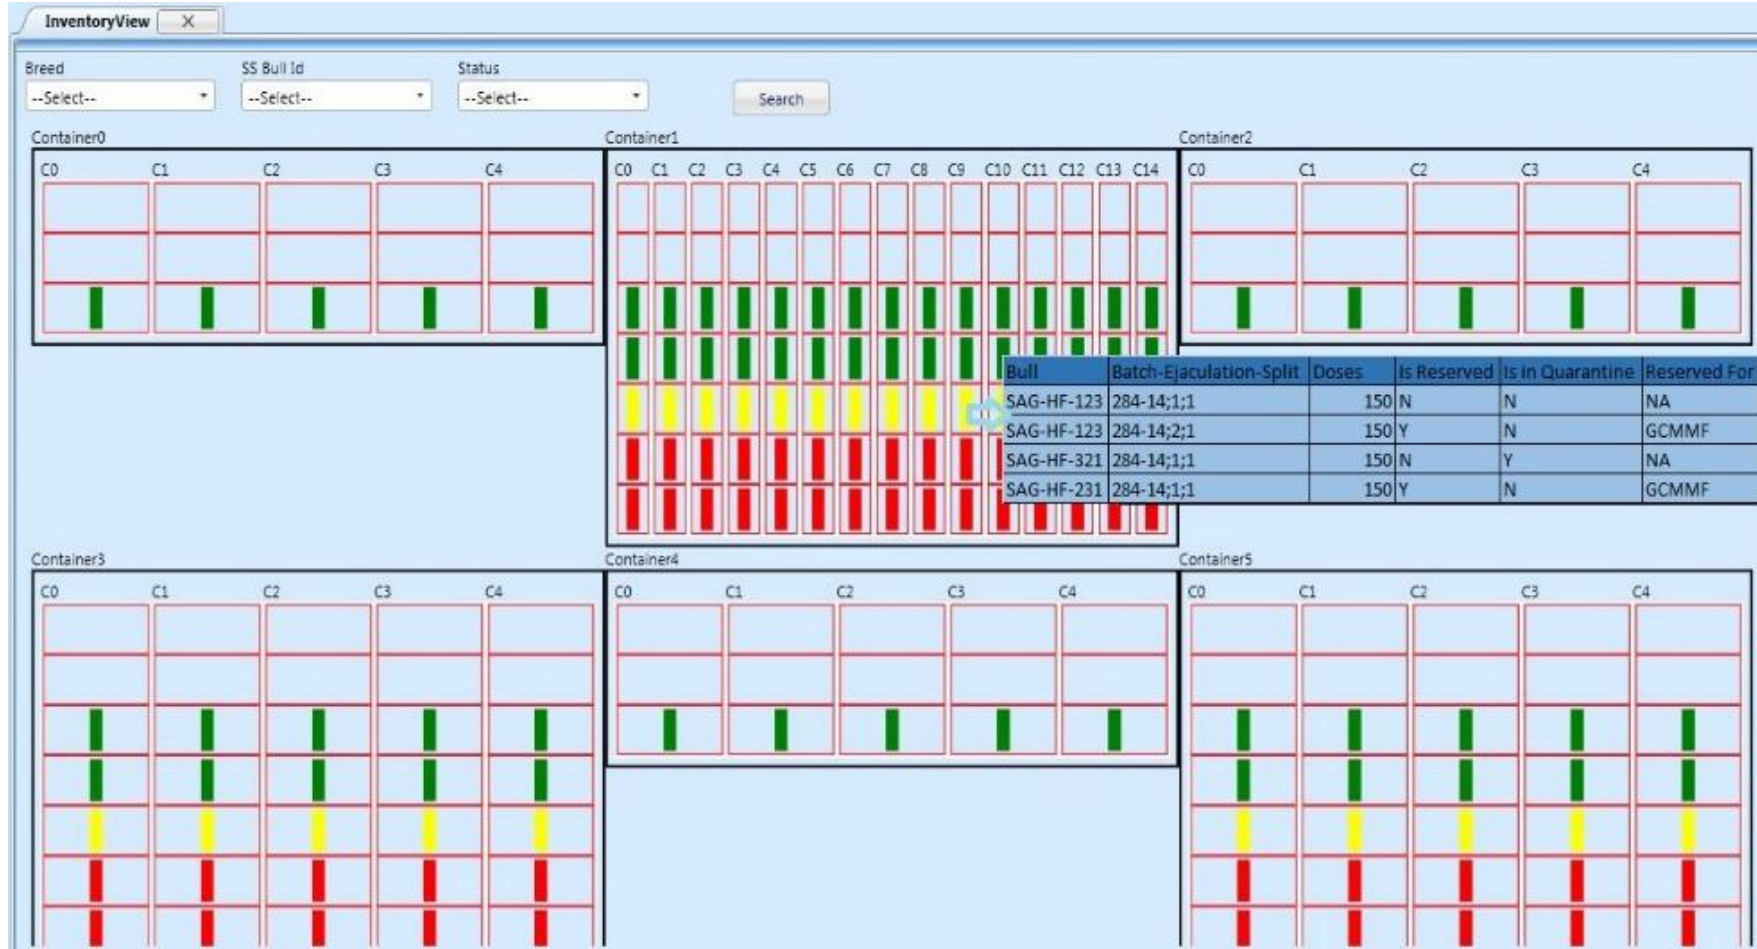 InventoryView X
Breed SS Bull Id Status
--Select-- --Select-- --Select-- Search
Container0 Container1 Container2
C0 C1 C2 C3 C4 C0 C1 C2 C3 C4 C5 C6 C7 C8 C9 C10 C11 C12 C13 C14 C0 C1 C2 C3 C4
Bull Batch-Ejaculation-Split Doses Is Reserved Is in Quarantine Reserved For
SAG-HF-123 284-14;1;1 150 N N NA
SAG-HF-123 284-14;2;1 150 Y N GCMMF
SAG-HF-321 284-14;1;1 150 N Y NA
SAG-HF-231 284-14;1;1 150 Y N GCMMF
Container3 Container4 Container5
C0 C1 C2 C3 C4 C0 C1 C2 C3 C4 C0 C1 C2 C3 C4